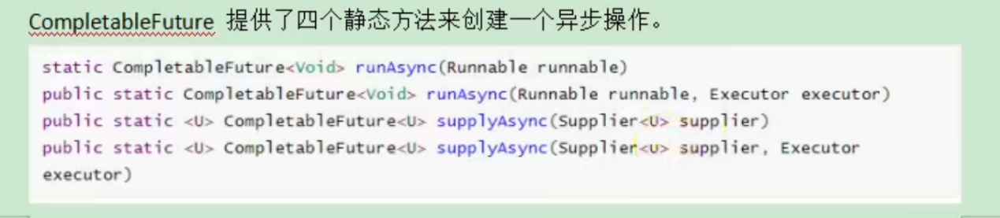 CompletableFuture 提供了四个静态方法来创建一个异步操作。
static CompletableFuture<Void> runAsync(Runnable runnable)
public static CompletableFuture<Void> runAsync(Runnable runnable, Executor executor)
public static <U> CompletableFuture<U> supplyAsync(Supplier<U> supplier)
public static <U> CompletableFuture<U> supplyAsync(Supplier<U> supplier, Executor
executor)